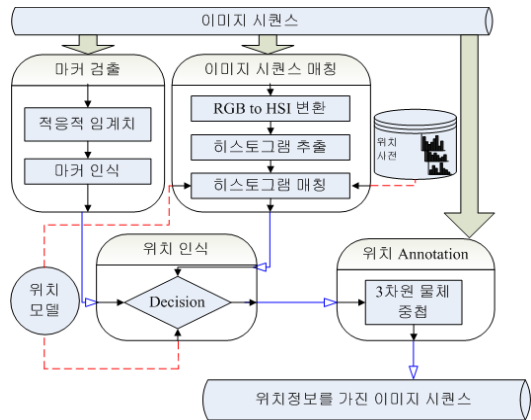 이미지 시퀀스
마커 검출
적응적 임계치
마커 인식
이미지 시퀀스 매칭
RGB to HSI 변환
히스토그램 추출
히스토그램 매칭
위치
사전
위치
모델
위치 인식
Decision
위치 Annotation
3차원 물체
중첩
위치정보를 가진 이미지 시퀀스